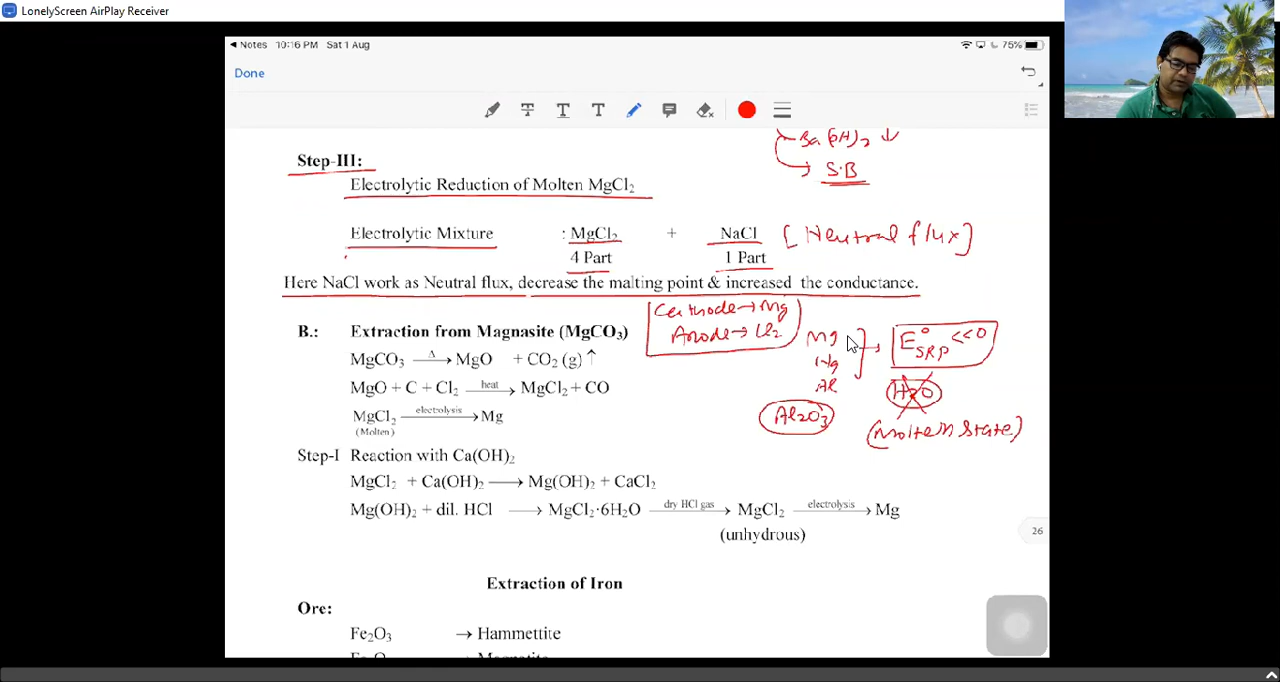 LonelyScreen AirPlay Receiver
Notes 10:16 PM Sat 1 Aug 75%
Done
Ba(OH)2 ↓
S.B
Step-III:
Electrolytic Reduction of Molten MgCl2
Electrolytic Mixture : MgCl2 + NaCl [Neutral flux]
4 Part 1 Part
Here NaCl work as Neutral flux, decrease the malting point & increased the conductance.
Cathode → Mg
Anode → Cl2
B.: Extraction from Magnasite (MgCO3)
Mg
Al
E°SRP <<0
MgCO3 —Δ→ MgO + CO2 (g) ↑
H2O
MgO + C + Cl2 —heat→ MgCl2 + CO
Al2O3
(Molten State)
MgCl2 —electrolysis→ Mg
(Molten)
Step-I Reaction with Ca(OH)2
MgCl2 + Ca(OH)2 → Mg(OH)2 + CaCl2
Mg(OH)2 + dil. HCl → MgCl2·6H2O —dry HCl gas→ MgCl2 —electrolysis→ Mg
(unhydrous)
26
Extraction of Iron
Ore:
Fe2O3 → Hammettite